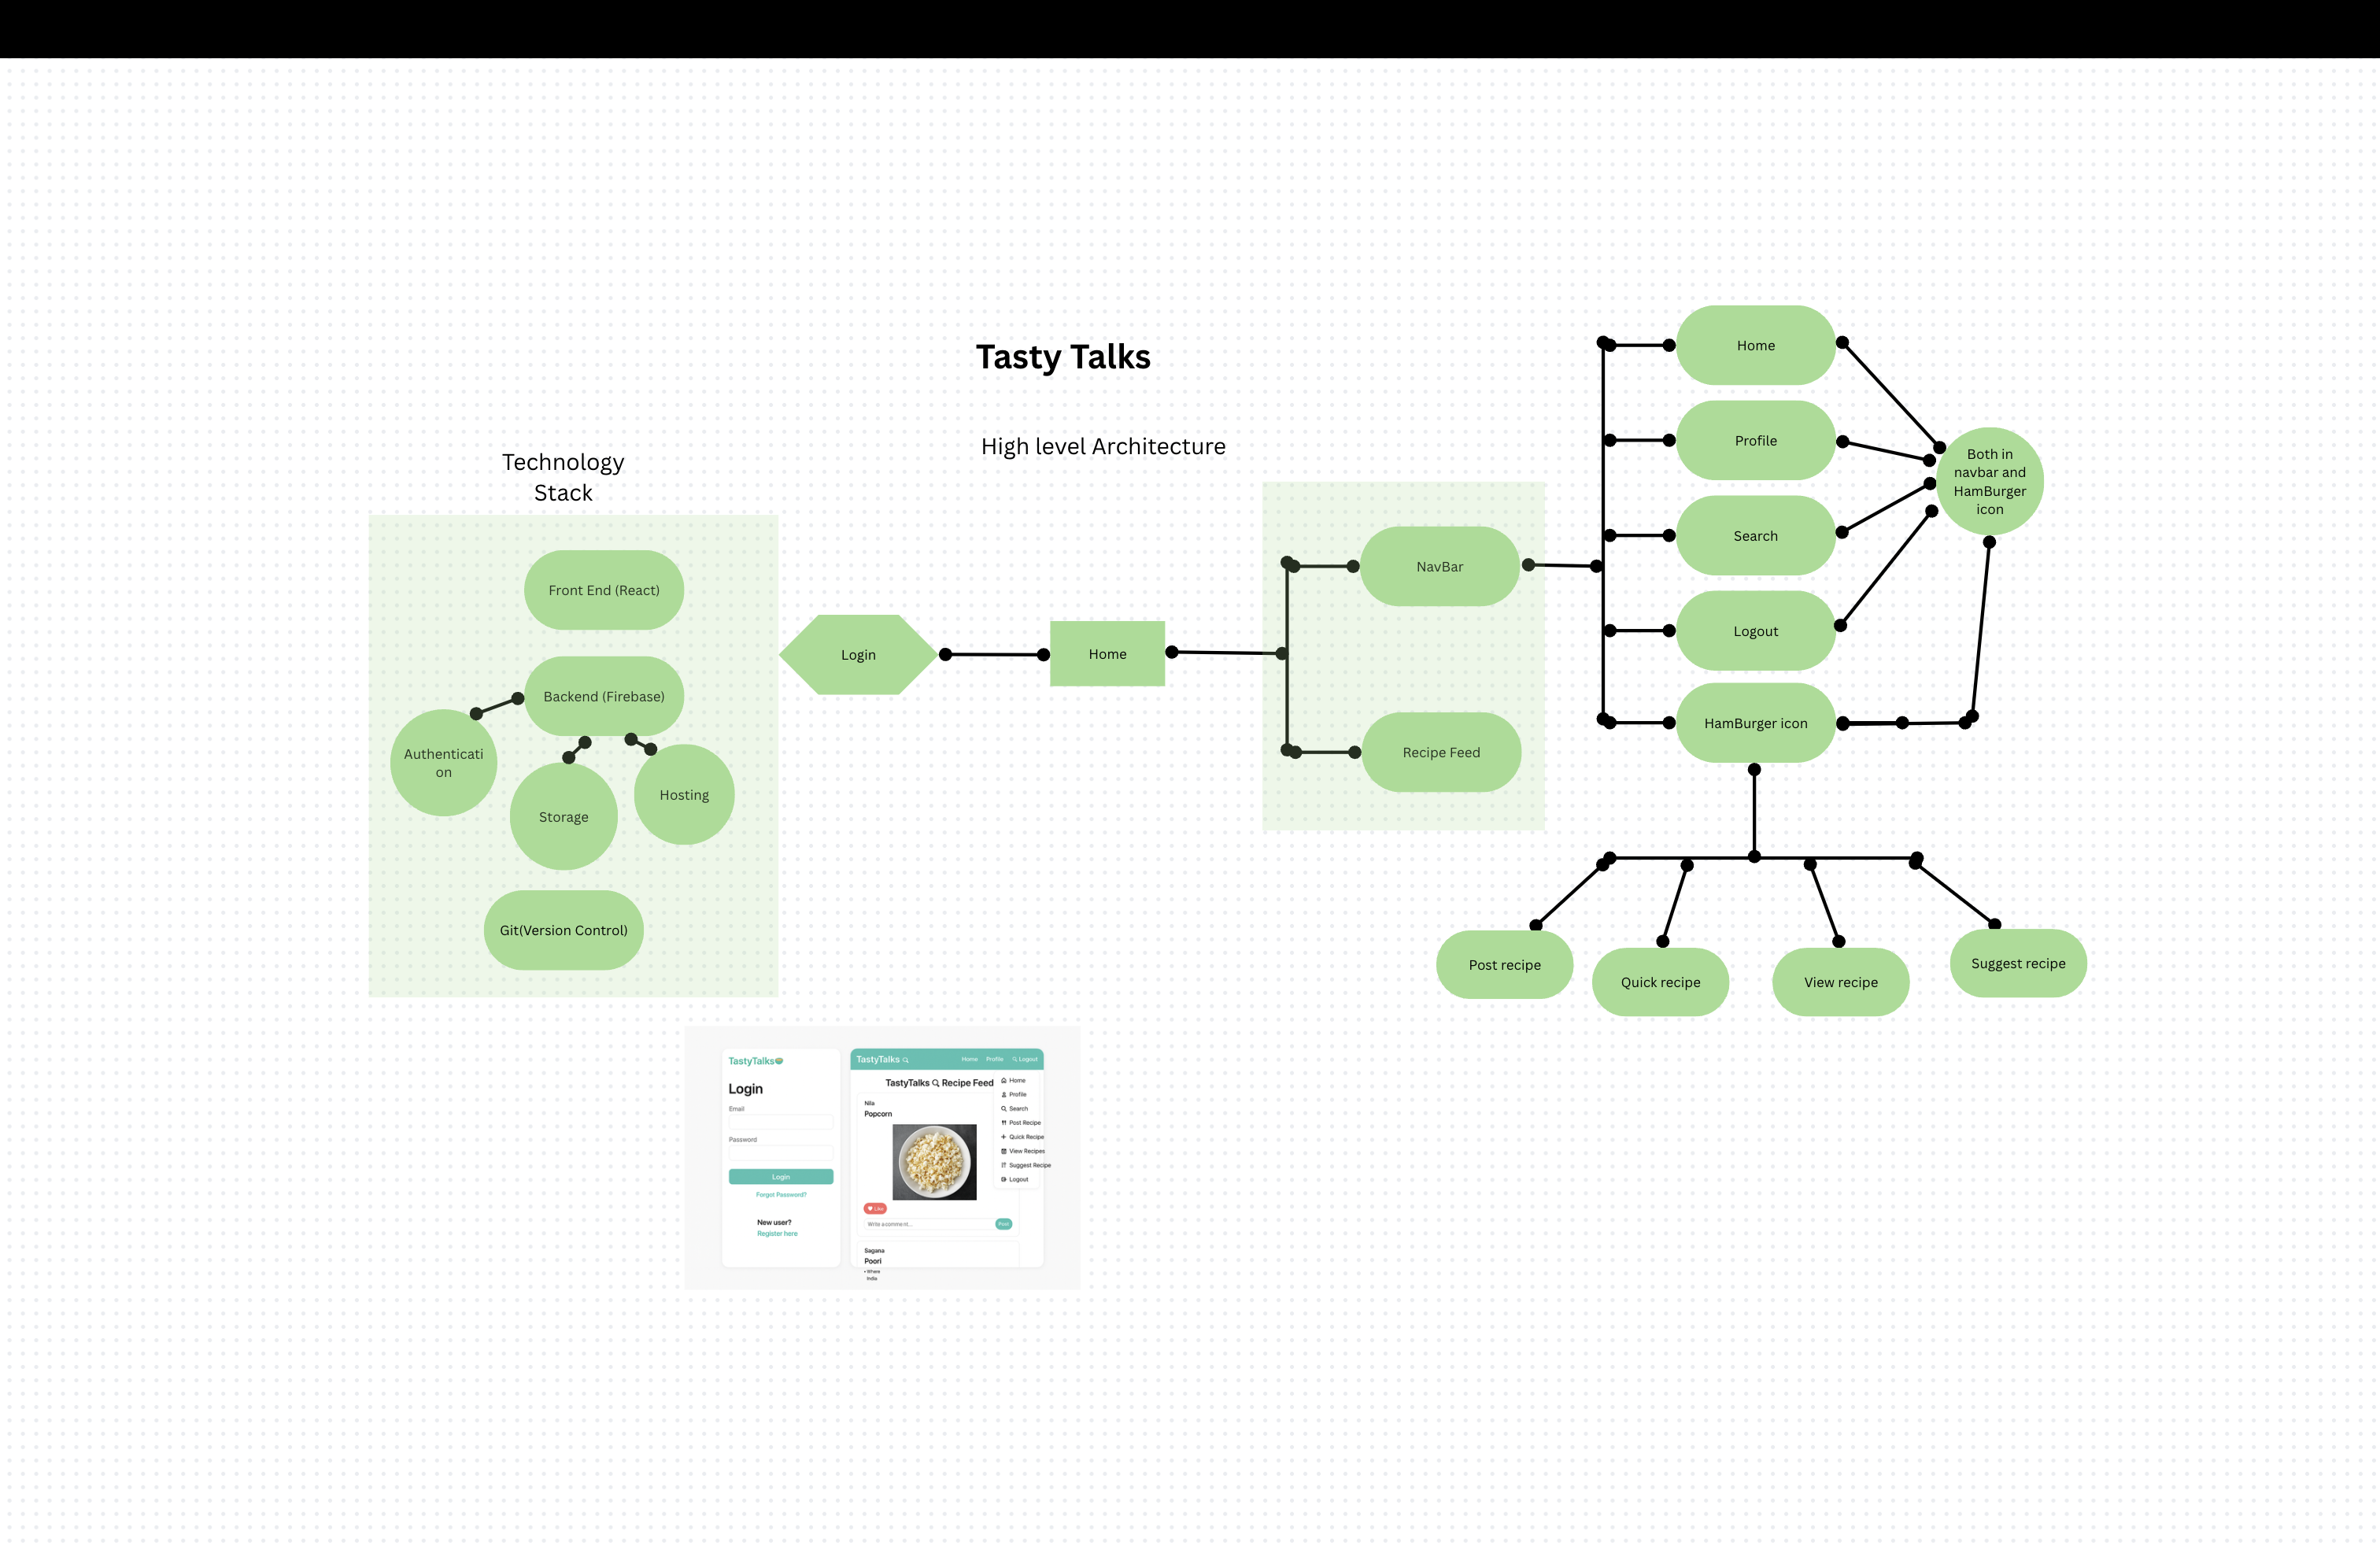 Tasty Talks
High level Architecture
Technology
Stack
Front End (React)
Backend (Firebase)
Authenticati
on
Storage
Hosting
Git(Version Control)
Login
Home
NavBar
Recipe Feed
Home
Profile
Search
Logout
HamBurger icon
Both in
navbar and
HamBurger
icon
Post recipe
Quick recipe
View recipe
Suggest recipe
TastyTalks
Login
Email
Password
Login
Forgot Password?
New user?
Register here
TastyTalks
Home Profile Logout
TastyTalks Recipe Feed
Home
Profile
Search
Post Recipe
Quick Recipe
View Recipes
Suggest Recipe
Logout
Nila
Popcorn
Like
Write a comment...
Post
Sagana
Poori
• Whare
India